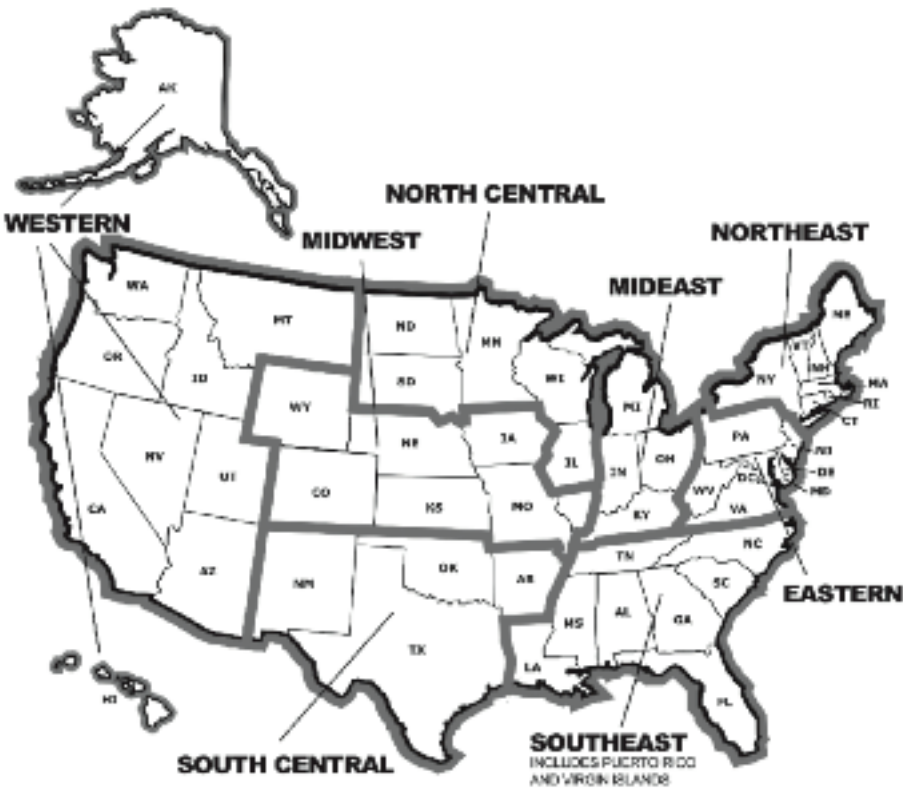 AK
WESTERN
NORTH CENTRAL
MIDWEST
NORTHEAST
MIDEAST
WA
MT
ND
MN
ME
OR
ID
SD
WI
VT
NH
NY
MA
RI
CT
WY
MI
PA
NJ
NV
UT
NE
IA
IL
IN
OH
DE
MD
DC
WV
VA
CA
CO
KS
MO
KY
AZ
NM
OK
AR
TN
NC
SC
EASTERN
TX
MS
AL
GA
LA
FL
HI
SOUTH CENTRAL
SOUTHEAST
INCLUDES PUERTO RICO
AND VIRGIN ISLANDS